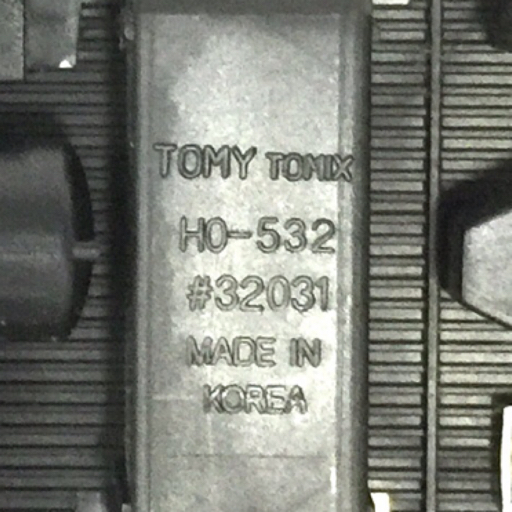 TOMY TOMIX
HO-532
#32031
MADE IN
KOREA